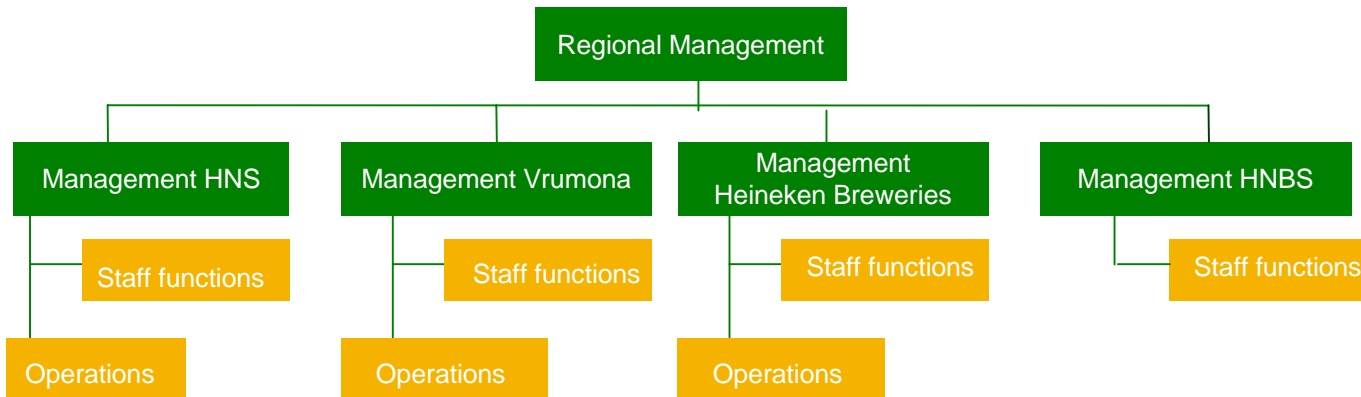 Regional Management
Management HNS
Management Vrumona
Management
Heineken Breweries
Management HNBS
Staff functions
Staff functions
Staff functions
Staff functions
Operations
Operations
Operations